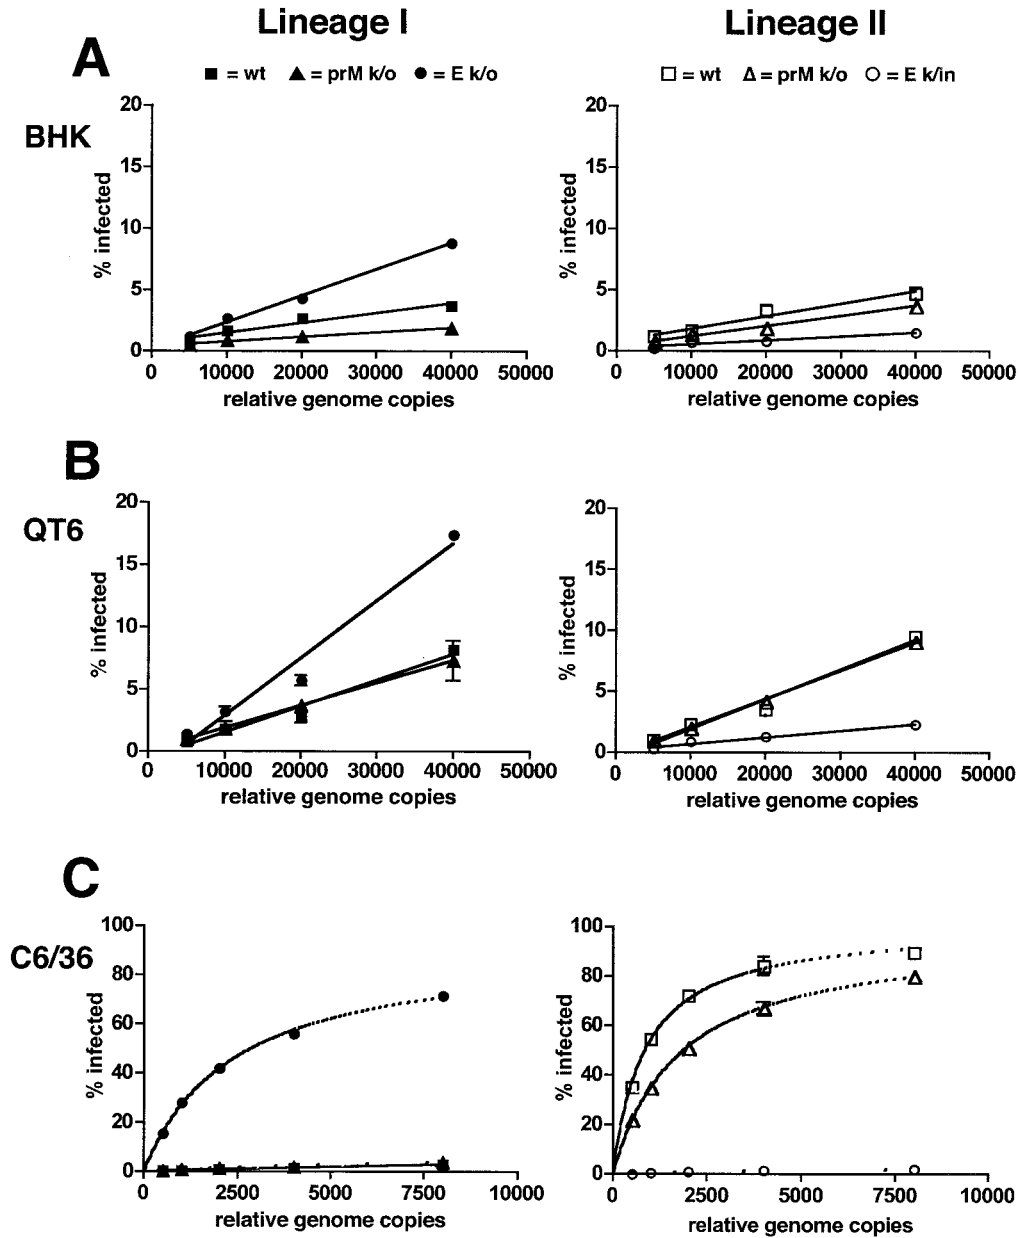 Lineage I
Lineage II
A
■ = wt ▲ = prM k/o ● = E k/o
□ = wt Δ = prM k/o ○ = E k/in
BHK
20
15
10
5
0
% infected
0 10000 20000 30000 40000 50000
relative genome copies
20
15
10
5
0
% infected
0 10000 20000 30000 40000 50000
relative genome copies
B
QT6
20
15
10
5
0
% infected
0 10000 20000 30000 40000 50000
relative genome copies
20
15
10
5
0
% infected
0 10000 20000 30000 40000 50000
relative genome copies
C
C6/36
100
80
60
40
20
0
% infected
0 2500 5000 7500 10000
relative genome copies
100
80
60
40
20
0
% infected
0 2500 5000 7500 10000
relative genome copies